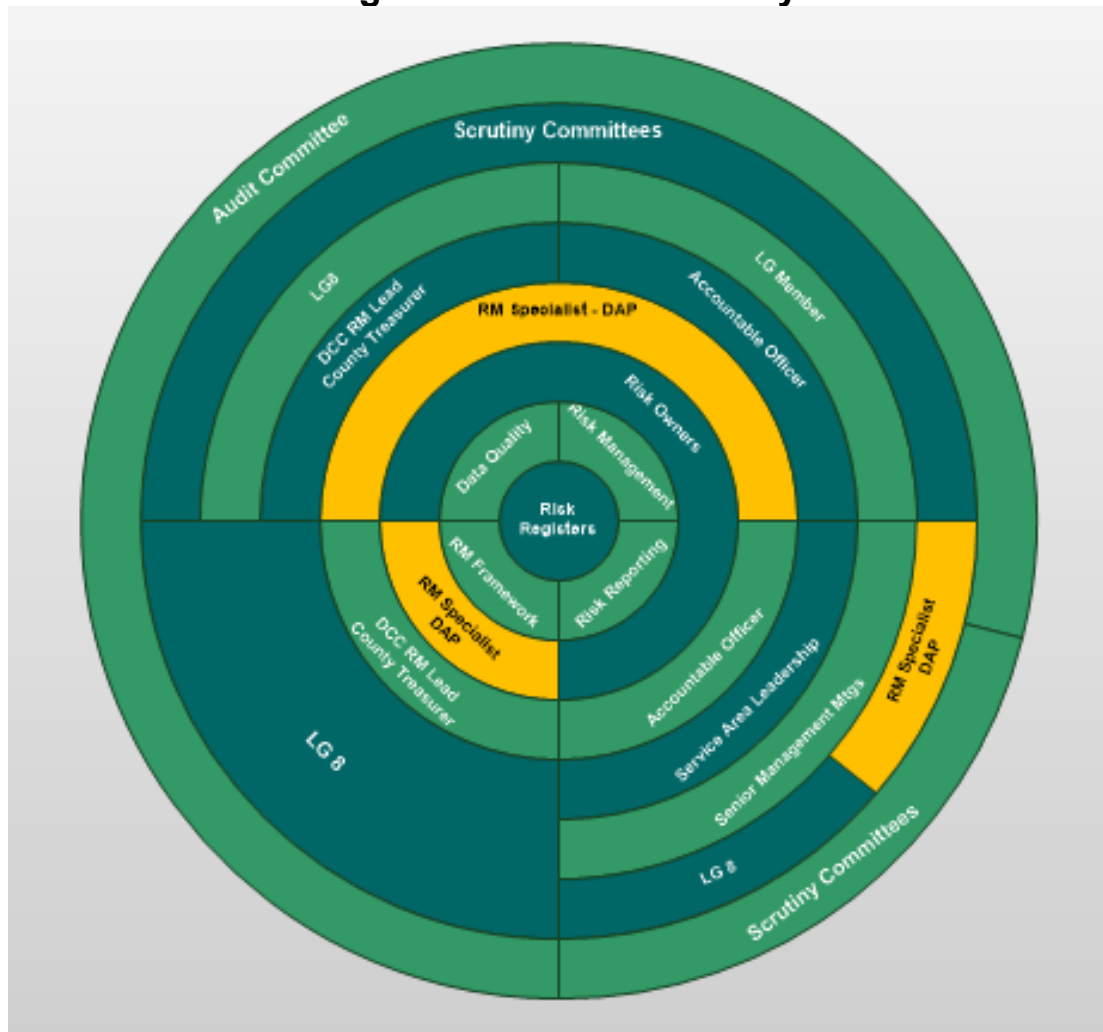 Audit Committee
Scrutiny Committees
LG8
LG Member
DCC RM Lead
County Treasurer
Accountable Officer
RM Specialist - DAP
Risk Owners
Data Quality
Risk Management
Risk
Registers
RM Framework
Risk Reporting
RM Specialist
DAP
DCC RM Lead
County Treasurer
Accountable Officer
Service Area Leadership
Senior Management Mtgs
RM Specialist
DAP
LG 8
LG 8
Scrutiny Committees